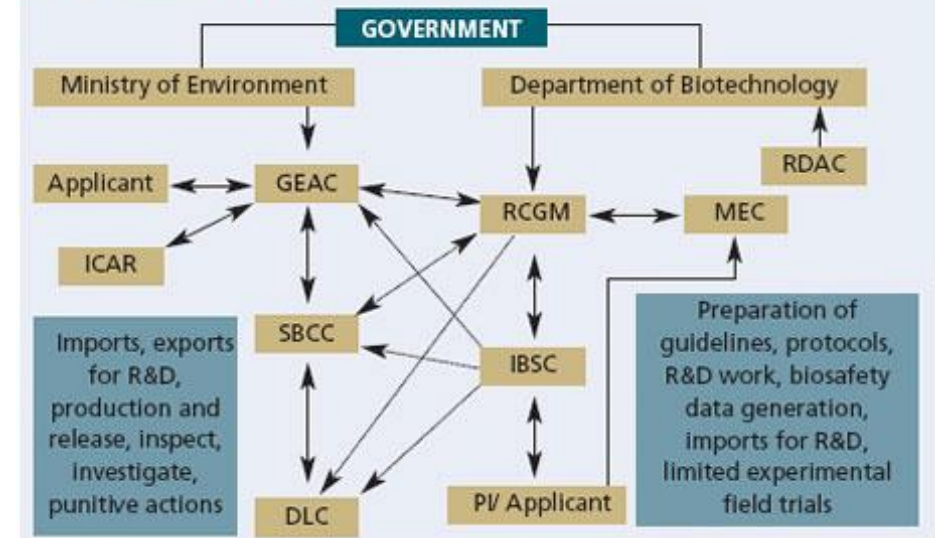 GOVERNMENT
Ministry of Environment
Department of Biotechnology
RDAC
Applicant
GEAC
RCGM
MEC
ICAR
SBCC
IBSC
Imports, exports
for R&D,
production and
release, inspect,
investigate,
punitive actions
Preparation of
guidelines, protocols,
R&D work, biosafety
data generation,
imports for R&D,
limited experimental
field trials
DLC
PI/ Applicant